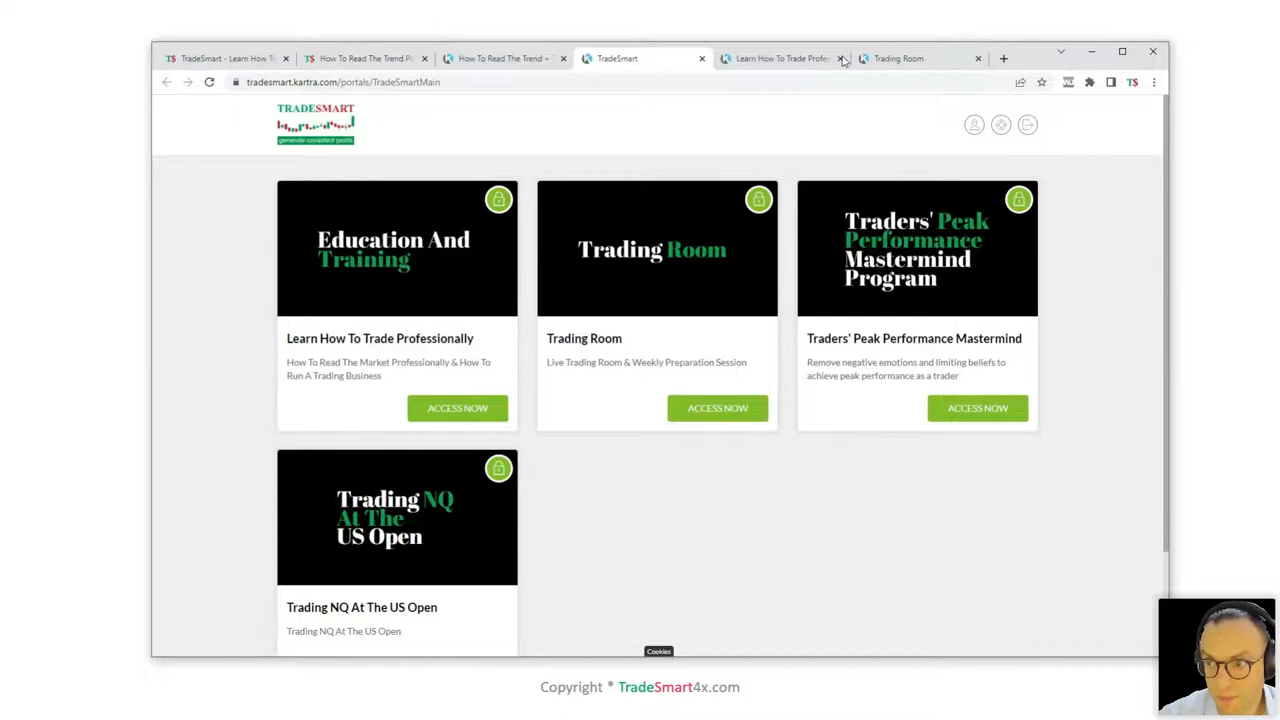 TradeSmart - Learn How To
How To Read The Trend P
How To Read The Trend -
TradeSmart
Learn How To Trade Profes
Trading Room
tradesmart.kartra.com/portals/TradeSmartMain
TS
TRADESMART
generate consistent profits
Education And
Training
Trading Room
Traders' Peak
Performance
Mastermind
Program
Learn How To Trade Professionally
How To Read The Market Professionally & How To
Run A Trading Business
ACCESS NOW
Trading Room
Live Trading Room & Weekly Preparation Session
ACCESS NOW
Traders' Peak Performance Mastermind
Remove negative emotions and limiting beliefs to
achieve peak performance as a trader
ACCESS NOW
Trading NQ
At The
US Open
Trading NQ At The US Open
Trading NQ At The US Open
Cookies
Copyright * TradeSmart4x.com